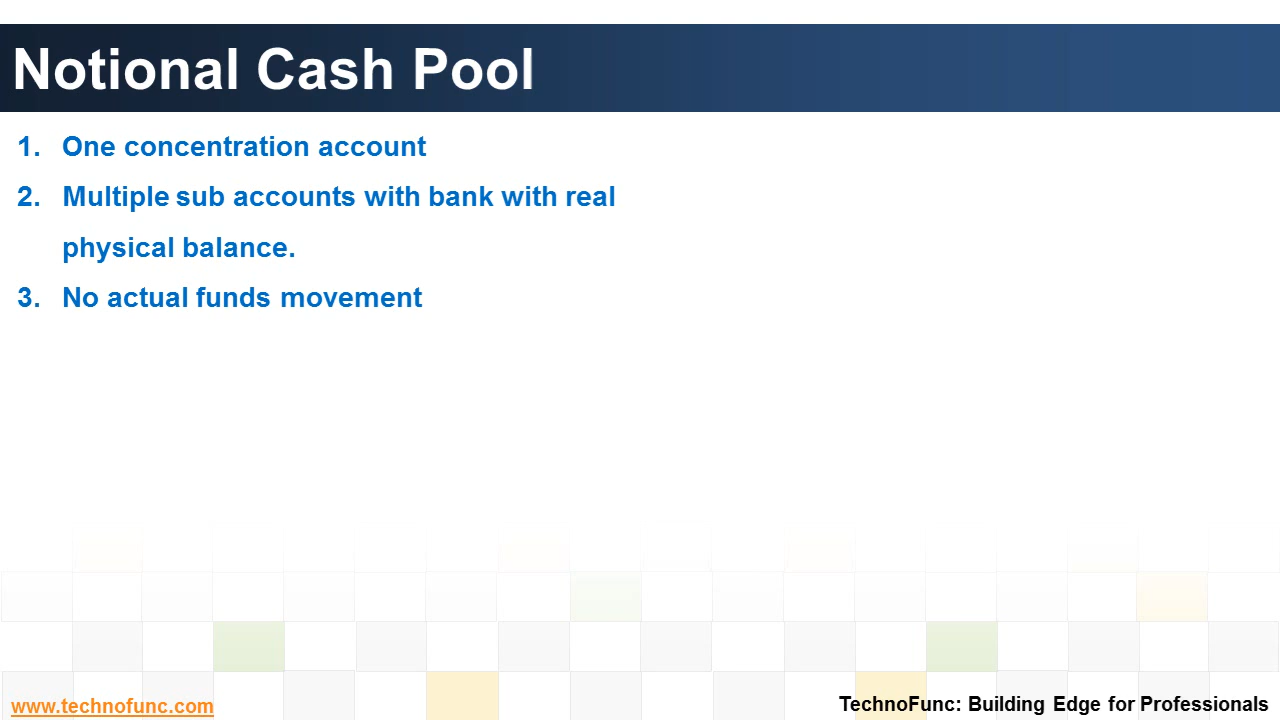 Notional Cash Pool
1. One concentration account
2. Multiple sub accounts with bank with real
physical balance.
3. No actual funds movement
www.technofunc.com
TechnoFunc: Building Edge for Professionals